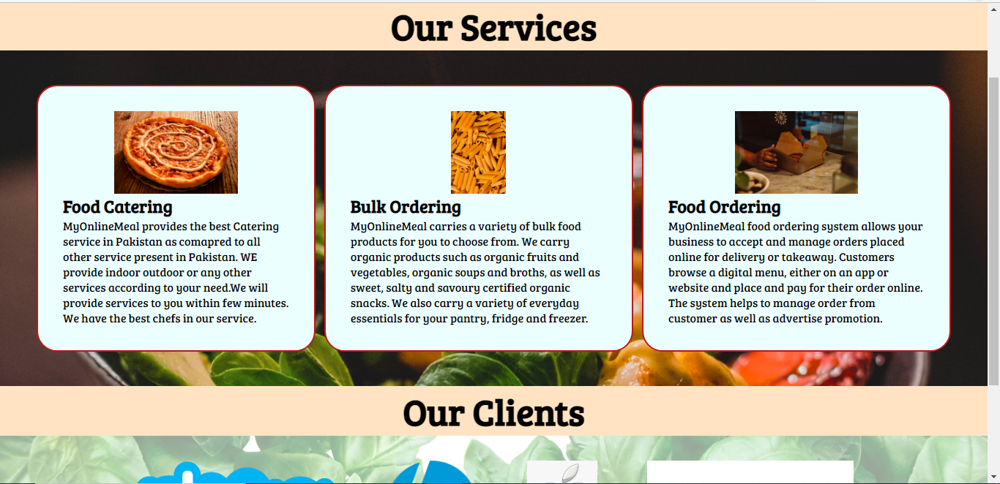 Our Services
Food Catering
MyOnlineMeal provides the best Catering
service in Pakistan as comapred to all
other service present in Pakistan. WE
provide indoor outdoor or any other
services according to your need.We will
provide services to you within few minutes.
We have the best chefs in our service.
Bulk Ordering
MyOnlineMeal carries a variety of bulk food
products for you to choose from. We carry
organic products such as organic fruits and
vegetables, organic soups and broths, as well as
sweet, salty and savoury certified organic
snacks. We also carry a variety of everyday
essentials for your pantry, fridge and freezer.
Food Ordering
MyOnlineMeal food ordering system allows your
business to accept and manage orders placed
online for delivery or takeaway. Customers
browse a digital menu, either on an app or
website and place and pay for their order online.
The system helps to manage order from
customer as well as advertise promotion.
Our Clients